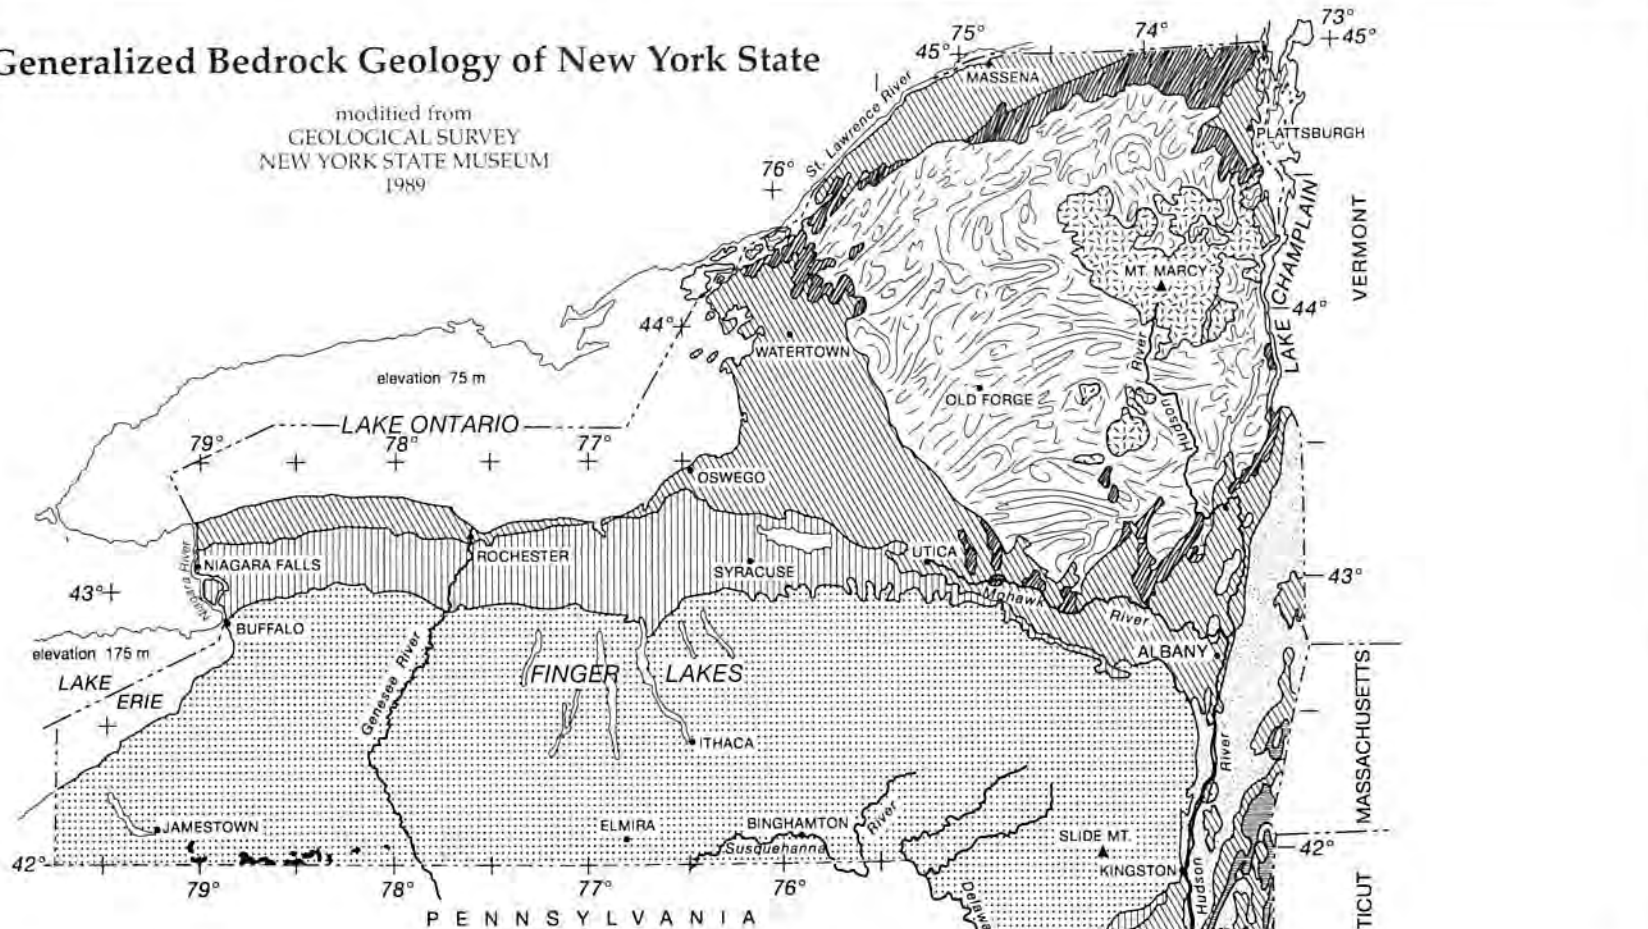 Generalized Bedrock Geology of New York State
modified from
GEOLOGICAL SURVEY
NEW YORK STATE MUSEUM
1989
73°
45°
74°
75°
45°
MASSENA
St. Lawrence River
PLATTSBURGH
76°
LAKE CHAMPLAIN
VERMONT
MT. MARCY
44°
44°
WATERTOWN
River
Hudson
OLD FORGE
elevation 75 m
LAKE ONTARIO
79°
78°
77°
OSWEGO
Niagara River
NIAGARA FALLS
ROCHESTER
SYRACUSE
UTICA
43°
43°
Mohawk
River
BUFFALO
ALBANY
elevation 175 m
LAKE
ERIE
Genesee River
FINGER LAKES
ITHACA
MASSACHUSETTS
River
JAMESTOWN
ELMIRA
BINGHAMTON
River
Susquehanna
SLIDE MT.
KINGSTON
42°
42°
79°
78°
77°
76°
Delawa
Hudson
TICUT
PENNSYLVANIA